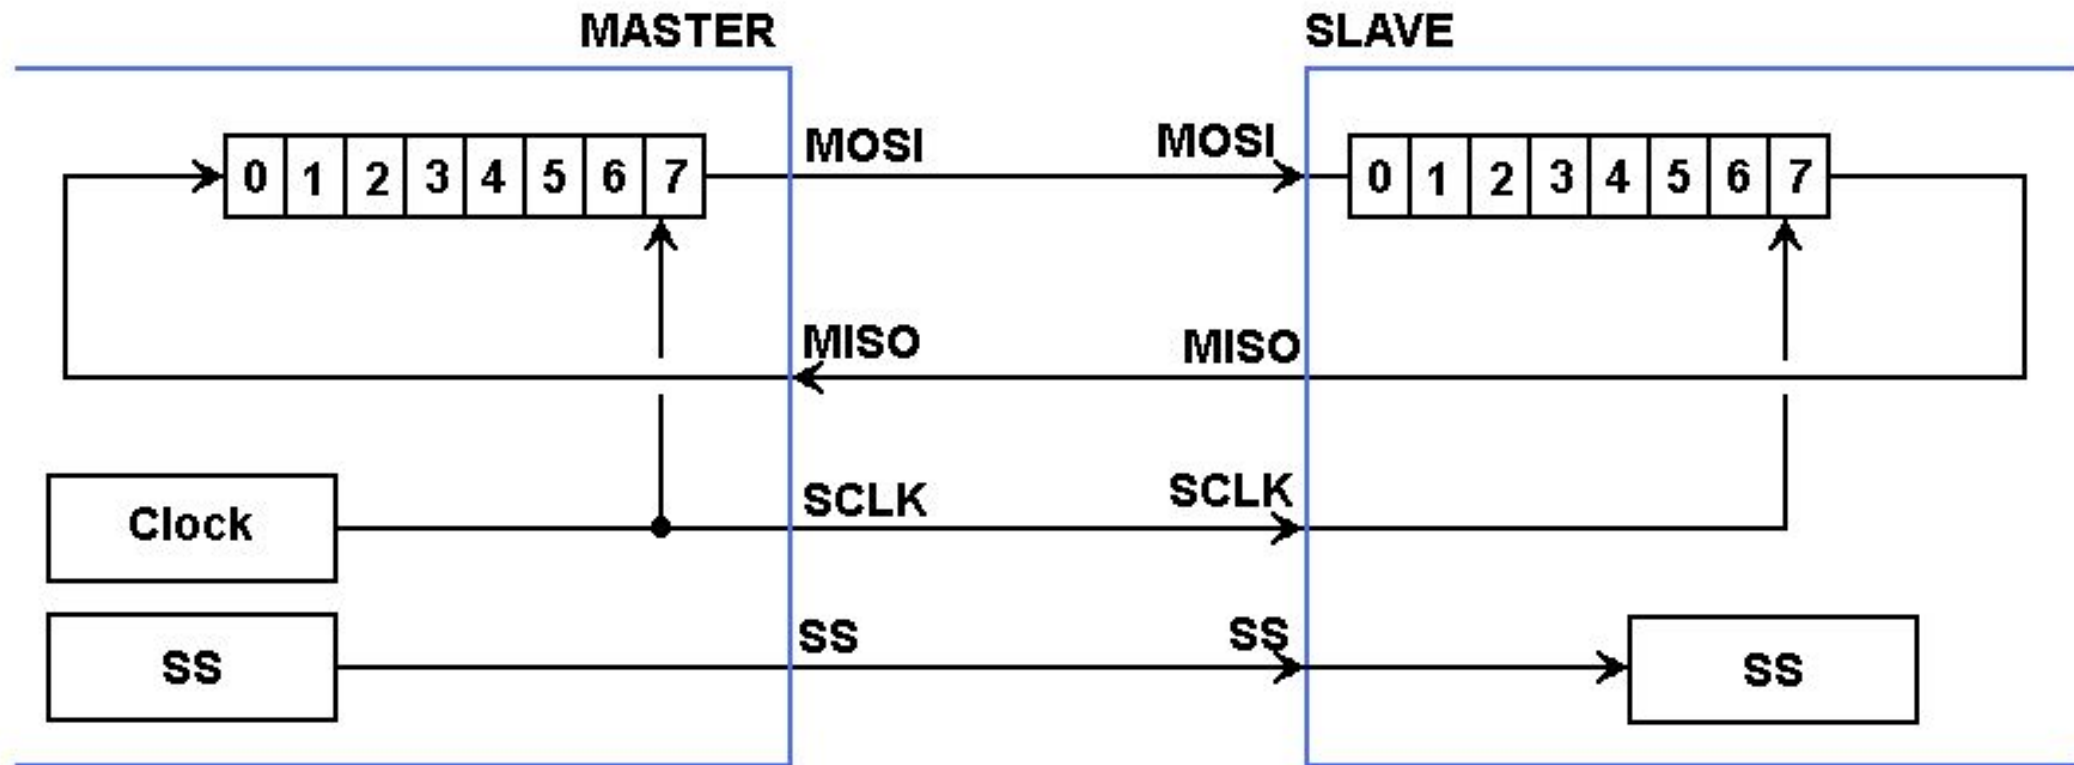 MASTER SLAVE
MOSI MOSI
0 1 2 3 4 5 6 7 0 1 2 3 4 5 6 7
MISO MISO
SCLK SCLK
Clock
SS SS
SS SS